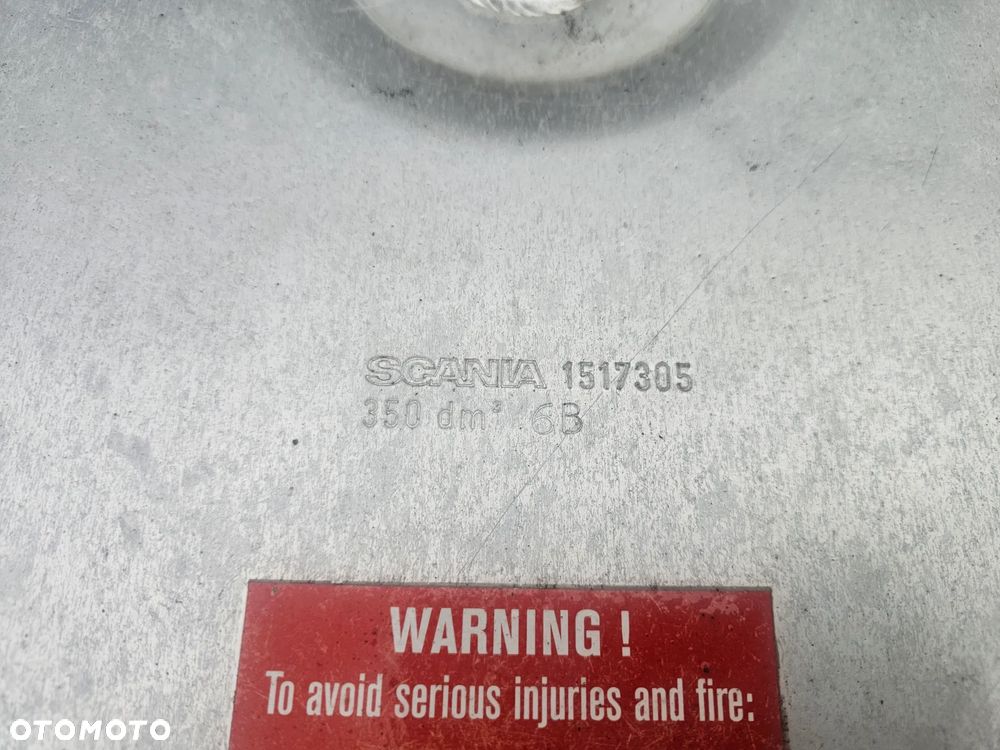 SCANIA 1517305
350 dm³ 6B
WARNING !
To avoid serious injuries and fire:
OTOMOTO